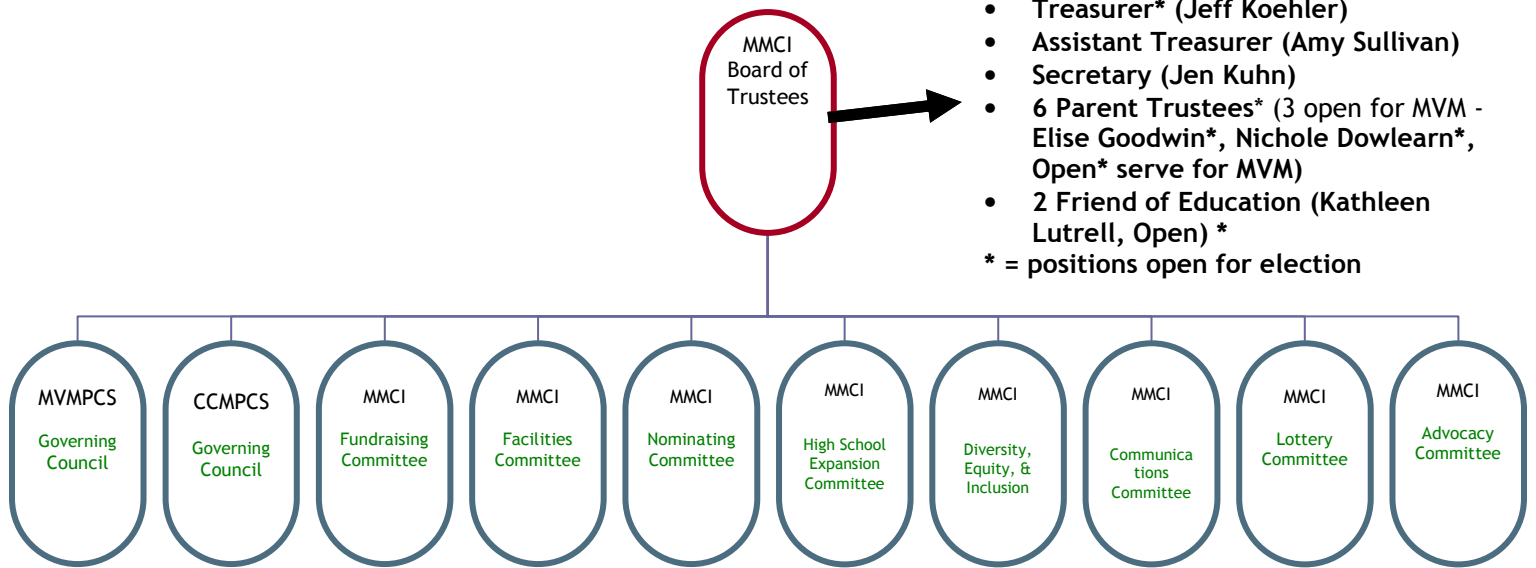 • Treasurer* (Jeff Koehler)
• Assistant Treasurer (Amy Sullivan)
• Secretary (Jen Kuhn)
• 6 Parent Trustees* (3 open for MVM -
Elise Goodwin*, Nichole Dowlearn*,
Open* serve for MVM)
• 2 Friend of Education (Kathleen
Lutrell, Open) *
* = positions open for election
MMCI
Board of
Trustees
MVMPCS
Governing
Council
CCMPCS
Governing
Council
MMCI
Fundraising
Committee
MMCI
Facilities
Committee
MMCI
Nominating
Committee
MMCI
High School
Expansion
Committee
MMCI
Diversity,
Equity, &
Inclusion
MMCI
Communica
tions
Committee
MMCI
Lottery
Committee
MMCI
Advocacy
Committee